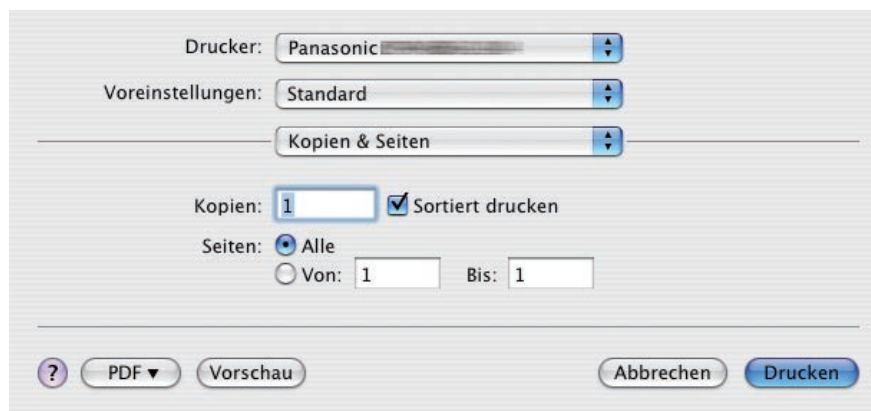 Drucker: Panasonic
Voreinstellungen: Standard
Kopien & Seiten
Kopien: 1 Sortiert drucken
Seiten: Alle
Von: 1 Bis: 1
? PDF Vorschau Abbrechen Drucken